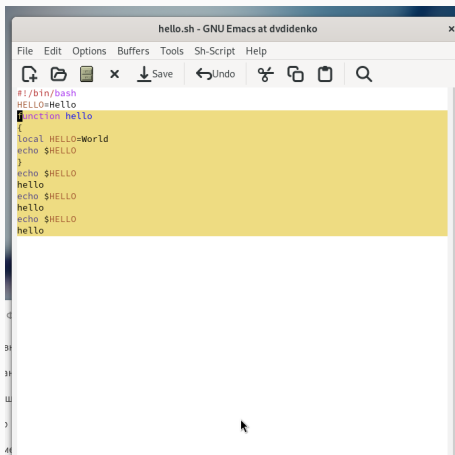 hello.sh - GNU Emacs at dvdidenko
File Edit Options Buffers Tools Sh-Script Help
Save Undo
#!/bin/bash
HELLO=Hello
function hello
{
local HELLO=World
echo $HELLO
}
echo $HELLO
hello
echo $HELLO
hello
echo $HELLO
hello